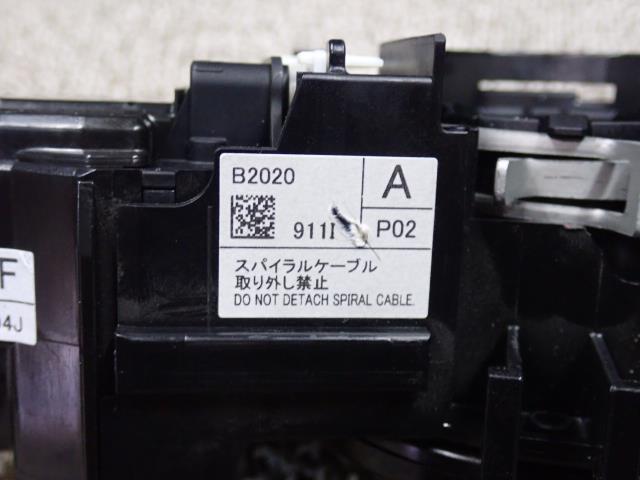 B2020
A
911I
P02
スパイラルケーブル
取り外し禁止
DO NOT DETACH SPIRAL CABLE.
F
04J